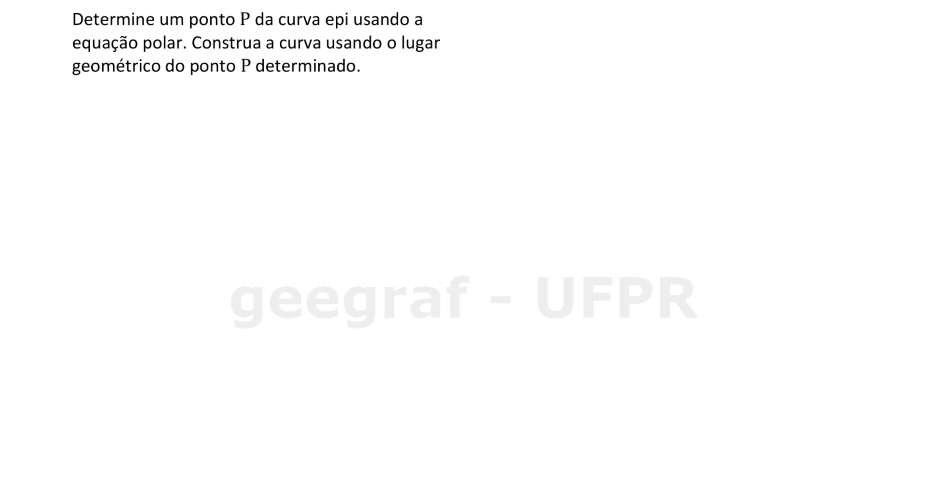 Determine um ponto P da curva epi usando a
equação polar. Construa a curva usando o lugar
geométrico do ponto P determinado.
geegraf - UFPR